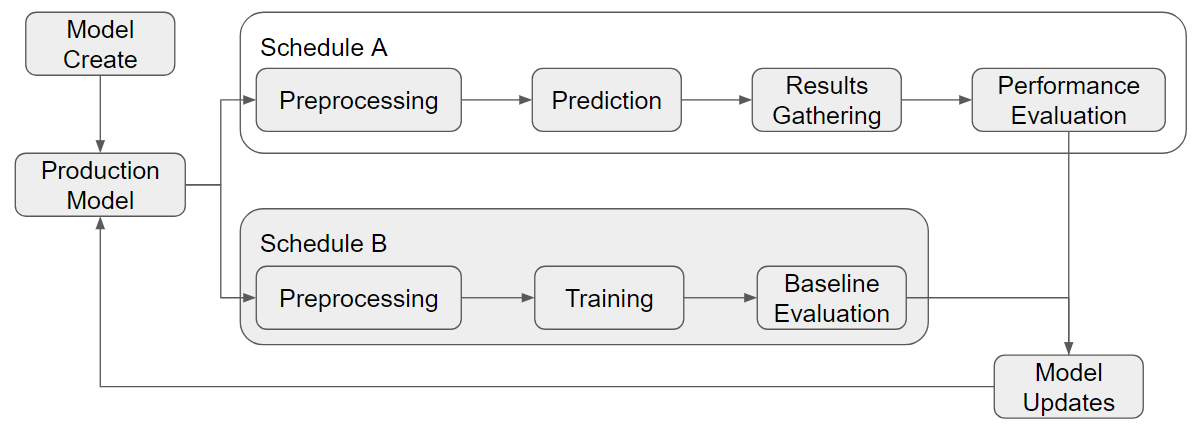 Model
Create
Production
Model
Schedule A
Preprocessing
Prediction
Results
Gathering
Performance
Evaluation
Schedule B
Preprocessing
Training
Baseline
Evaluation
Model
Updates